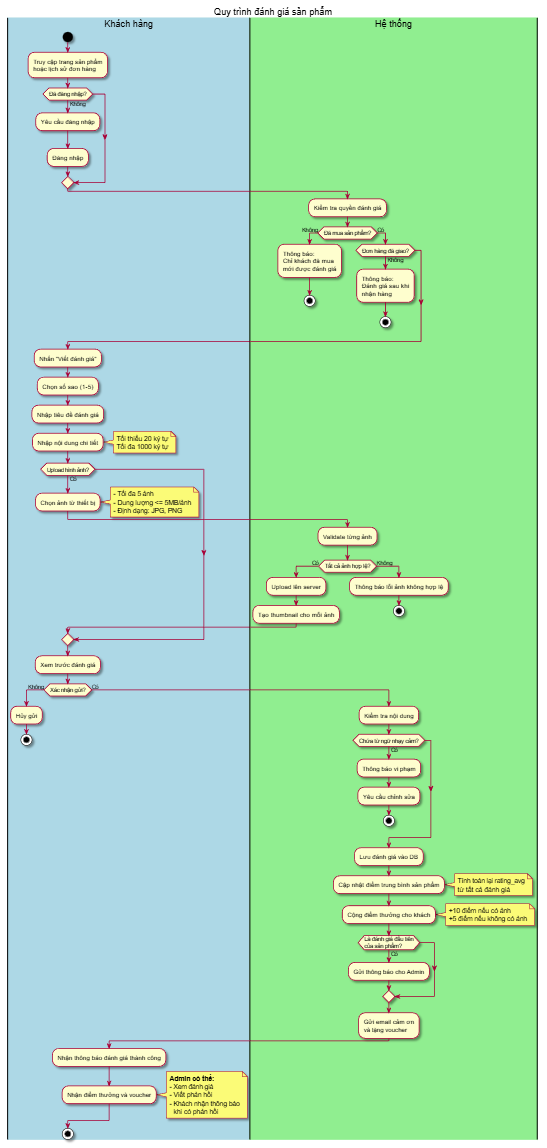 Quy trình đánh giá sản phẩm
Khách hàng
Hệ thống
Truy cập trang sản phẩm
hoặc lịch sử đơn hàng
Đã đăng nhập?
Không
Yêu cầu đăng nhập
Đăng nhập
Kiểm tra quyền đánh giá
Không
Đã mua sản phẩm?
Có
Thông báo:
Chỉ khách đã mua
mới được đánh giá
Đơn hàng đã giao?
Không
Thông báo:
Đánh giá sau khi
nhận hàng
Nhấn "Viết đánh giá"
Chọn số sao (1-5)
Nhập tiêu đề đánh giá
Nhập nội dung chi tiết
Tối thiểu 20 ký tự
Tối đa 1000 ký tự
Upload hình ảnh?
Có
Chọn ảnh từ thiết bị
- Tối đa 5 ảnh
- Dung lượng <= 5MB/ảnh
- Định dạng: JPG, PNG
Validate từng ảnh
Có
Tất cả ảnh hợp lệ?
Không
Upload lên server
Thông báo lỗi ảnh không hợp lệ
Tạo thumbnail cho mỗi ảnh
Xem trước đánh giá
Không
Xác nhận gửi?
Có
Hủy gửi
Kiểm tra nội dung
Chứa từ ngữ nhạy cảm?
Có
Thông báo vi phạm
Yêu cầu chỉnh sửa
Lưu đánh giá vào DB
Cập nhật điểm trung bình sản phẩm
Tính toán lại rating_avg
từ tất cả đánh giá
Cộng điểm thưởng cho khách
+10 điểm nếu có ảnh
+5 điểm nếu không có ảnh
Là đánh giá đầu tiên
của sản phẩm?
Có
Gửi thông báo cho Admin
Gửi email cảm ơn
và tặng voucher
Nhận thông báo đánh giá thành công
Nhận điểm thưởng và voucher
Admin có thể:
- Xem đánh giá
- Viết phản hồi
- Khách nhận thông báo
khi có phản hồi